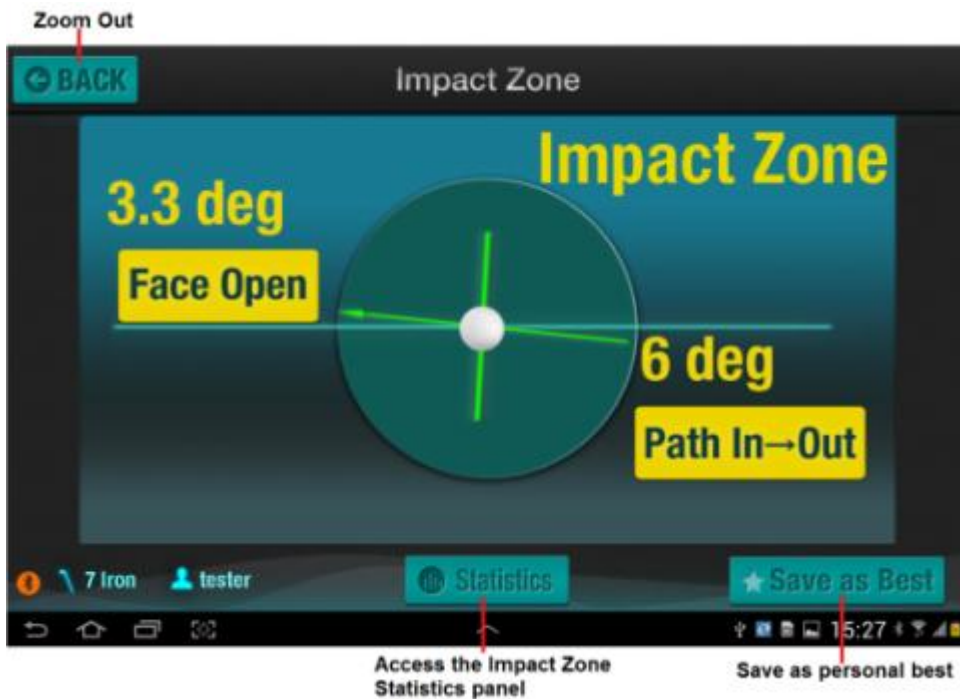 Zoom Out
BACK
Impact Zone
Impact Zone
3.3 deg
Face Open
6 deg
Path In→Out
7 Iron
tester
Statistics
Save as Best
15:27
Access the Impact Zone
Statistics panel
Save as personal best